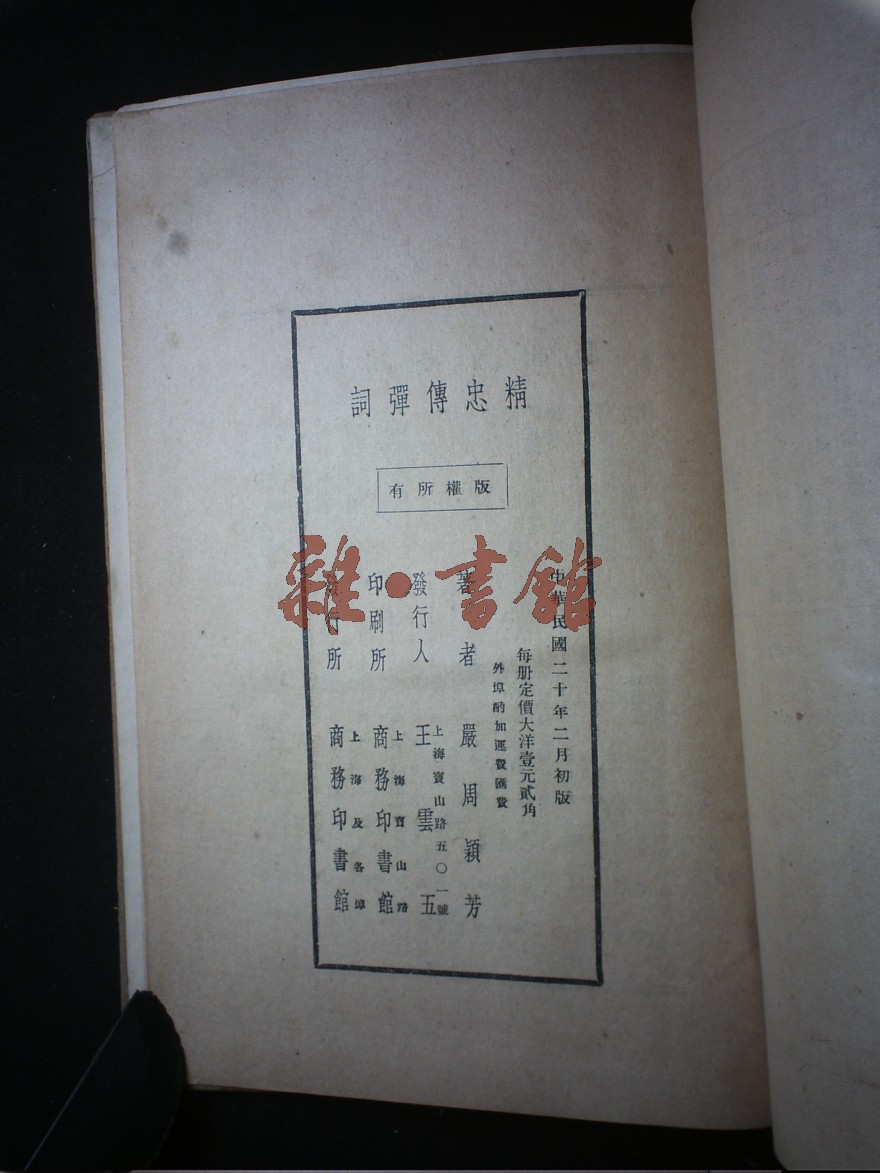 精忠傳彈詞
版權所有
中華民國二十年二月初版
每册定價大洋壹元貳角
外埠酌加運費匯費
著者 嚴周穎芳
發行人 王雲五
上海寶山路五〇一號
印刷所 商務印書館
上海寶山路
發行所 商務印書館
上海及各埠
雜·書館